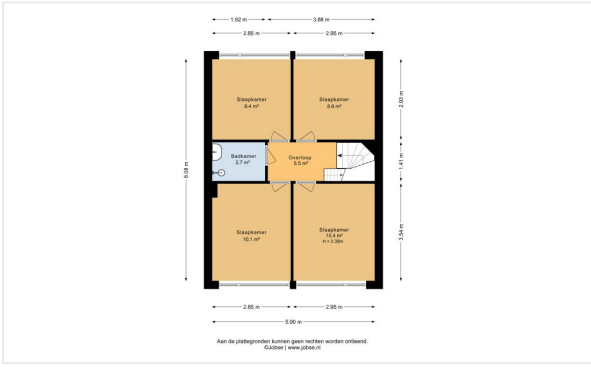 1.92 m
3.88 m
2.85 m
2.95 m
Slaapkamer
8.4 m²
Slaapkamer
8.6 m²
2.93 m
8.08 m
Badkamer
2.7 m²
Overloop
5.5 m²
1.41 m
Slaapkamer
10.1 m²
Slaapkamer
10.4 m²
H = 2.38m
3.54 m
2.85 m
2.95 m
5.90 m
Aan de plattegronden kunnen geen rechten worden ontleend.
©Jobse | www.jobse.nl